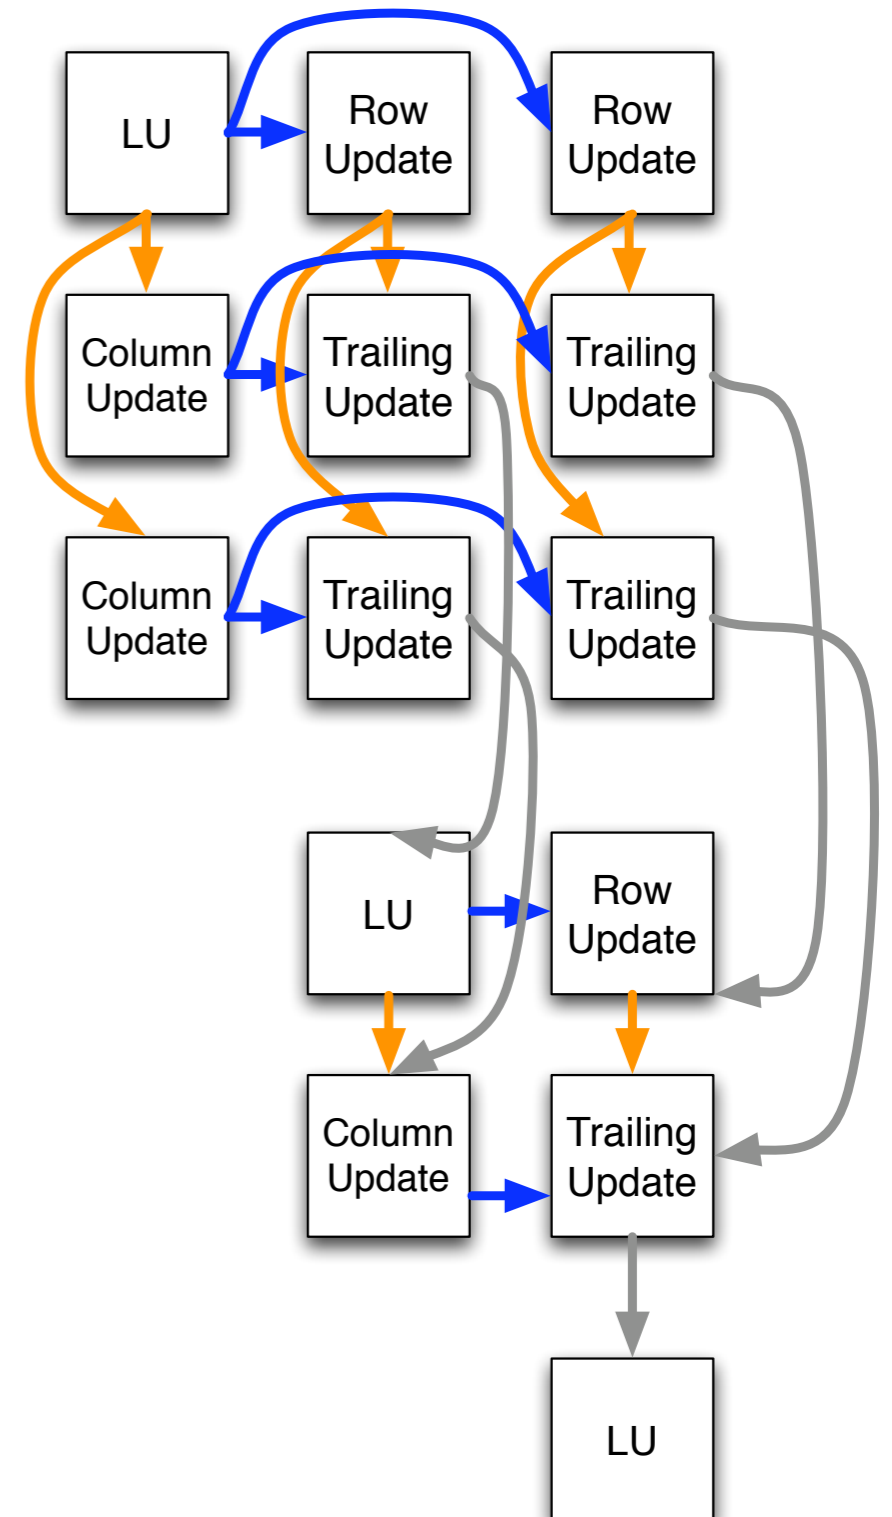 LU
Row
Update
Row
Update
Column
Update
Trailing
Update
Trailing
Update
Column
Update
Trailing
Update
Trailing
Update
LU
Row
Update
Column
Update
Trailing
Update
LU